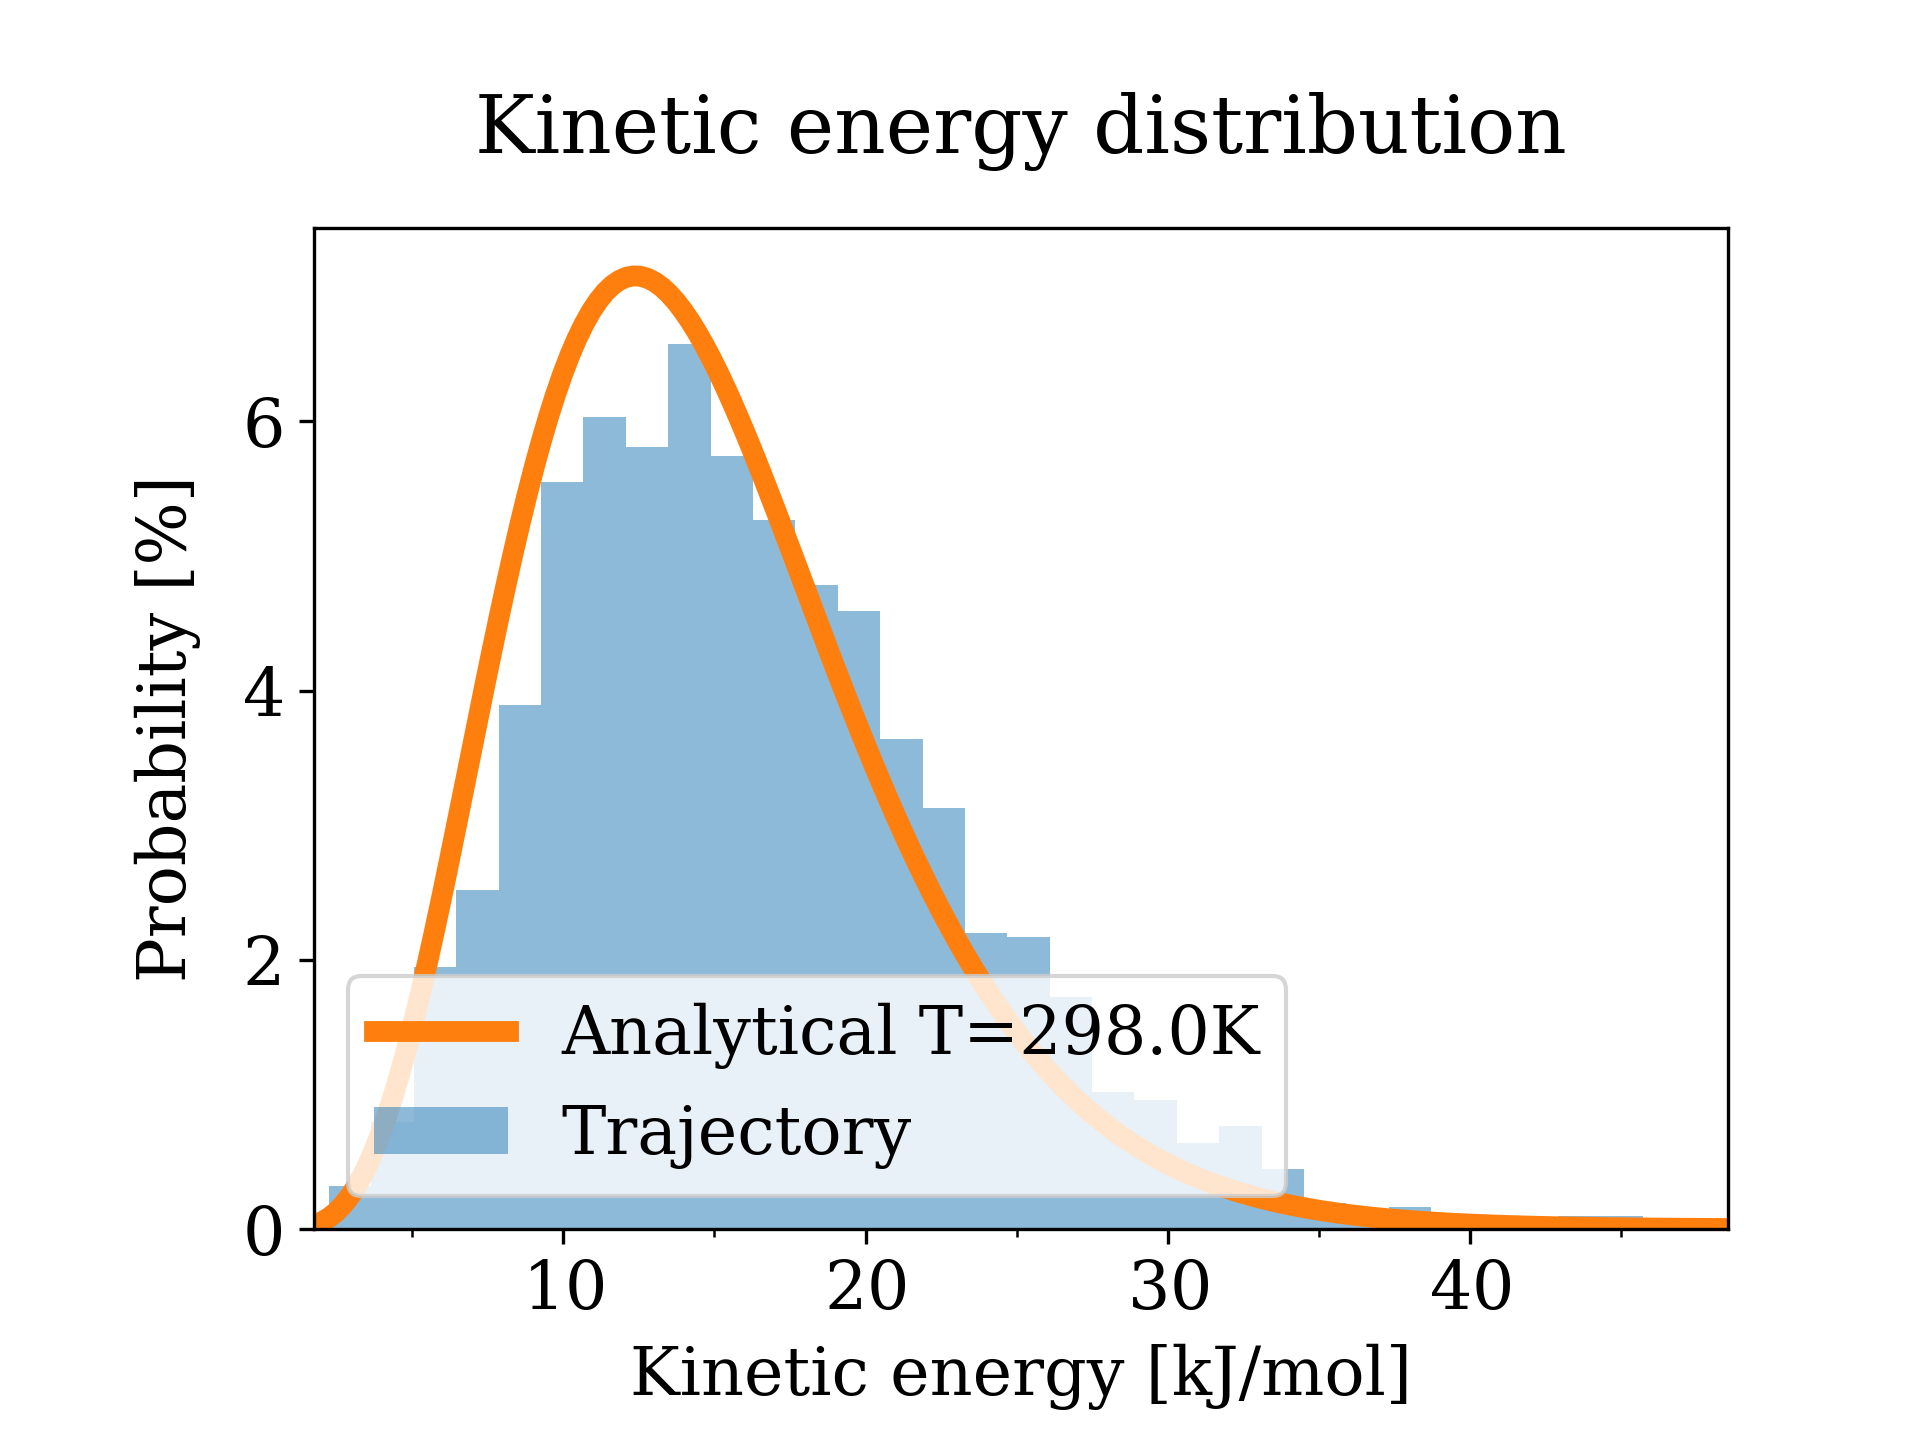 Kinetic energy distribution
Probability [%]
6
4
2
0
Analytical T=298.0K
Trajectory
10 20 30 40
Kinetic energy [kJ/mol]